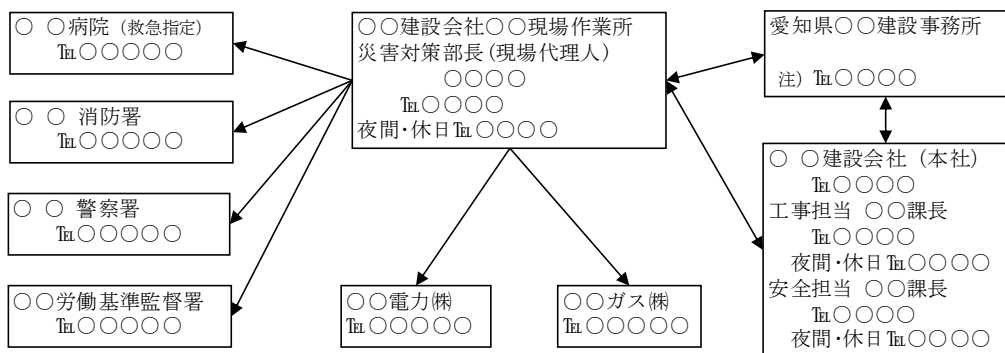 ○ ○病院 (救急指定)
℡○○○○○
○ ○ 消防署
℡○○○○○
○ ○ 警察署
℡○○○○○
○○労働基準監督署
℡○○○○○
○○建設会社○○現場作業所
災害対策部長(現場代理人)
○○○○
℡○○○○
夜間・休日℡○○○○
○○電力㈱
℡○○○○○
○○ガス㈱
℡○○○○○
愛知県○○建設事務所
注) ℡○○○○
○ ○建設会社 (本社)
℡○○○○
工事担当 ○○課長
℡○○○○
夜間・休日℡○○○○
安全担当 ○○課長
℡○○○○
夜間・休日℡○○○○